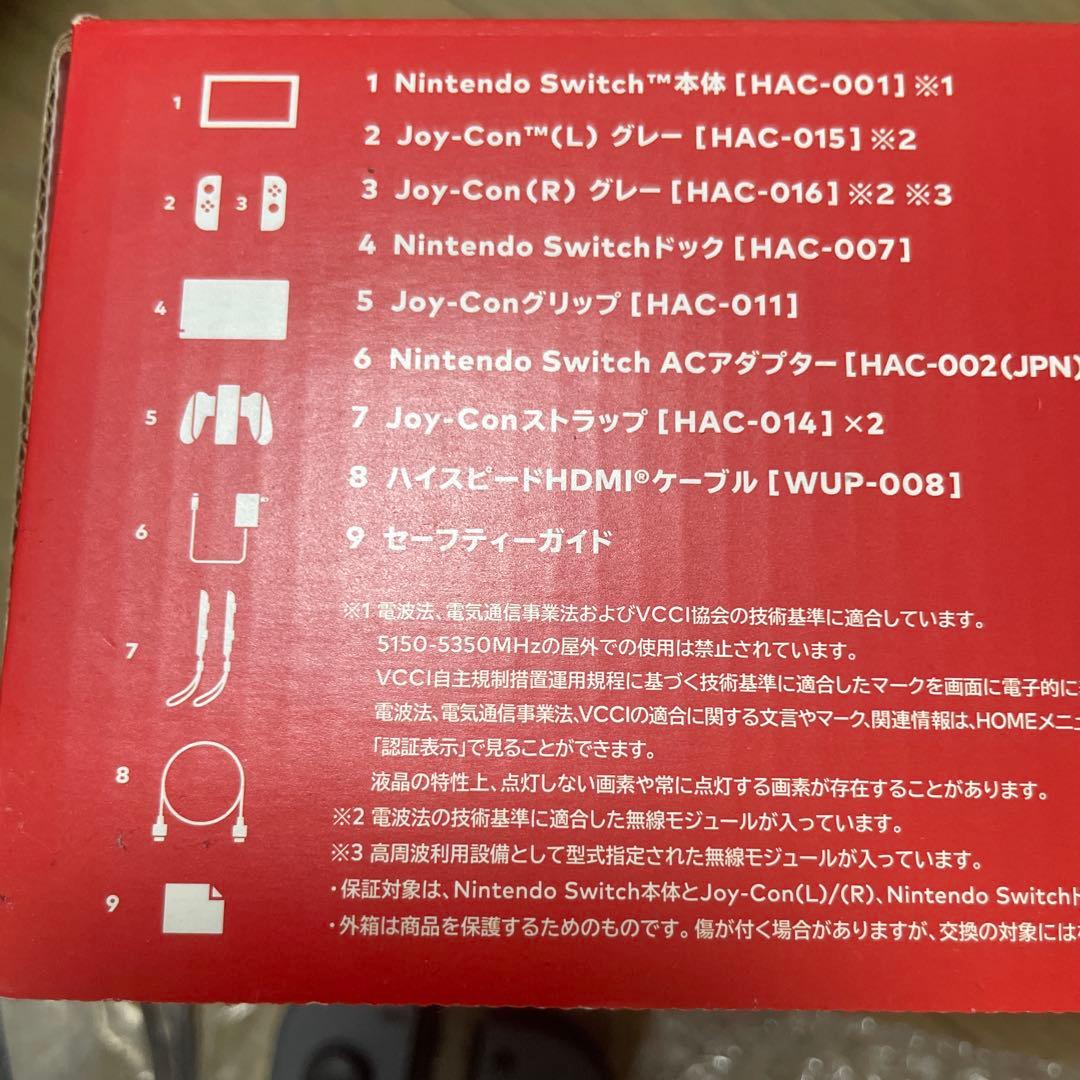 1 Nintendo Switch™本体[HAC-001]※1
2 Joy-Con™(L) グレー[HAC-015]※2
3 Joy-Con(R) グレー[HAC-016]※2 ※3
4 Nintendo Switchドック[HAC-007]
5 Joy-Conグリップ[HAC-011]
6 Nintendo Switch ACアダプター[HAC-002(JPN)
7 Joy-Conストラップ[HAC-014]×2
8 ハイスピードHDMI®ケーブル[WUP-008]
9 セーフティーガイド
1
2 3
4
5
6
7
8
9
※1 電波法、電気通信事業法およびVCCI協会の技術基準に適合しています。
5150-5350MHzの屋外での使用は禁止されています。
VCCI自主規制措置運用規程に基づく技術基準に適合したマークを画面に電子的に
電波法、電気通信事業法、VCCIの適合に関する文言やマーク、関連情報は、HOMEメニュ
「認証表示」で見ることができます。
液晶の特性上、点灯しない画素や常に点灯する画素が存在することがあります。
※2 電波法の技術基準に適合した無線モジュールが入っています。
※3 高周波利用設備として型式指定された無線モジュールが入っています。
・保証対象は、Nintendo Switch本体とJoy-Con(L)/(R)、Nintendo Switch
・外箱は商品を保護するためのものです。傷が付く場合がありますが、交換の対象には